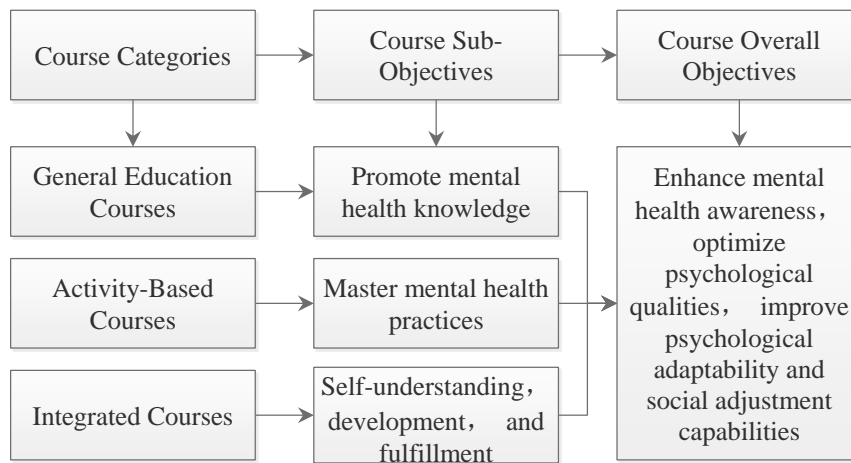 Course Categories
Course Sub-
Objectives
Course Overall
Objectives
General Education
Courses
Promote mental
health knowledge
Enhance mental
health awareness，
optimize
psychological
qualities， improve
psychological
adaptability and
social adjustment
capabilities
Activity-Based
Courses
Master mental health
practices
Integrated Courses
Self-understanding，
development， and
fulfillment